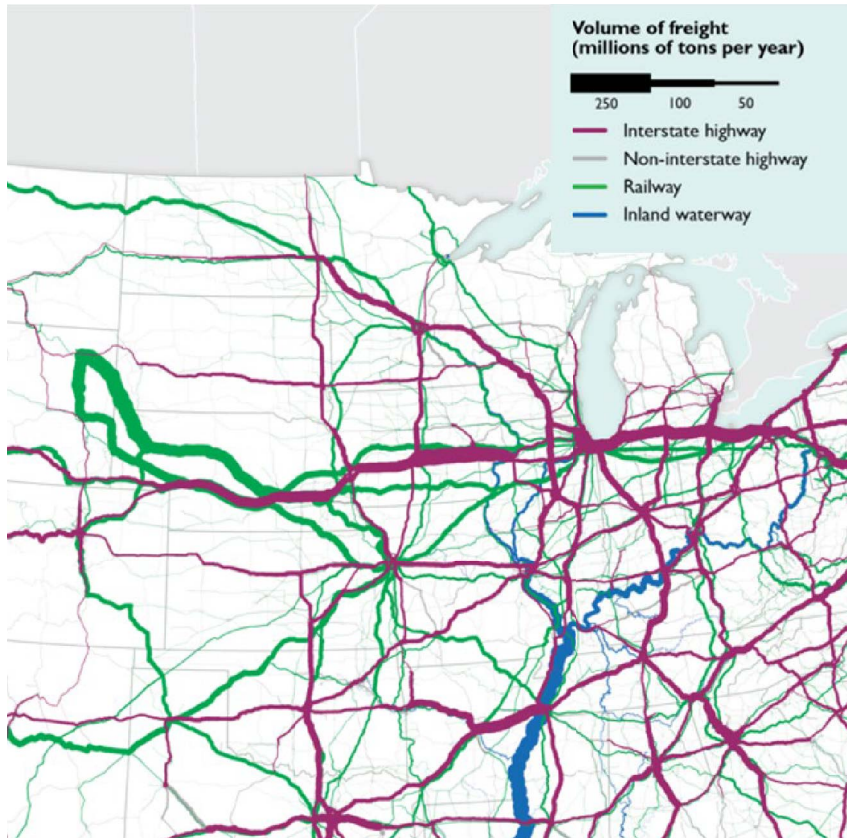 Volume of freight
(millions of tons per year)
250 100 50
Interstate highway
Non-interstate highway
Railway
Inland waterway